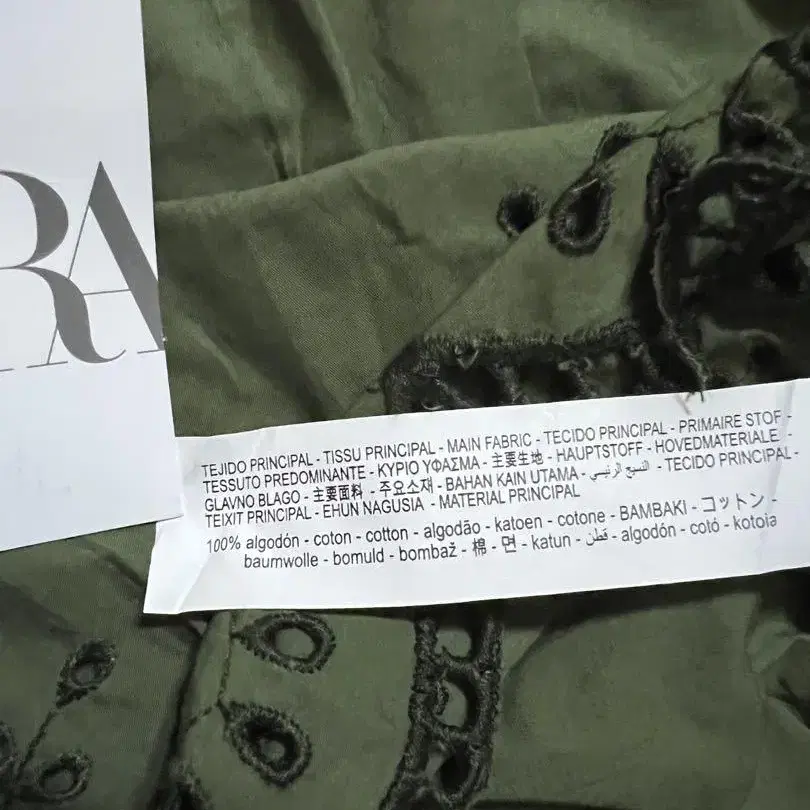 RA
TEJIDO PRINCIPAL - TISSU PRINCIPAL - MAIN FABRIC - TECIDO PRINCIPAL - PRIMAIRE STOF -
TESSUTO PREDOMINANTE - ΚΥΡΙΟ ΥΦΑΣΜΑ - 主要生地 - HAUPTSTOFF - HOVEDMATERIALE -
GLAVNO BLAGO - 主要面料 - 주요소재 - BAHAN KAIN UTAMA - النسيج الرئيسي - TECIDO PRINCIPAL -
TEIXIT PRINCIPAL - EHUN NAGUSIA - MATERIAL PRINCIPAL
100% algodón - coton - cotton - algodão - katoen - cotone - ΒΑΜΒΑΚΙ - コットン -
baumwolle - bomuld - bombaž - 棉 - 면 - katun - قطن - algodón - cotó - kotoia